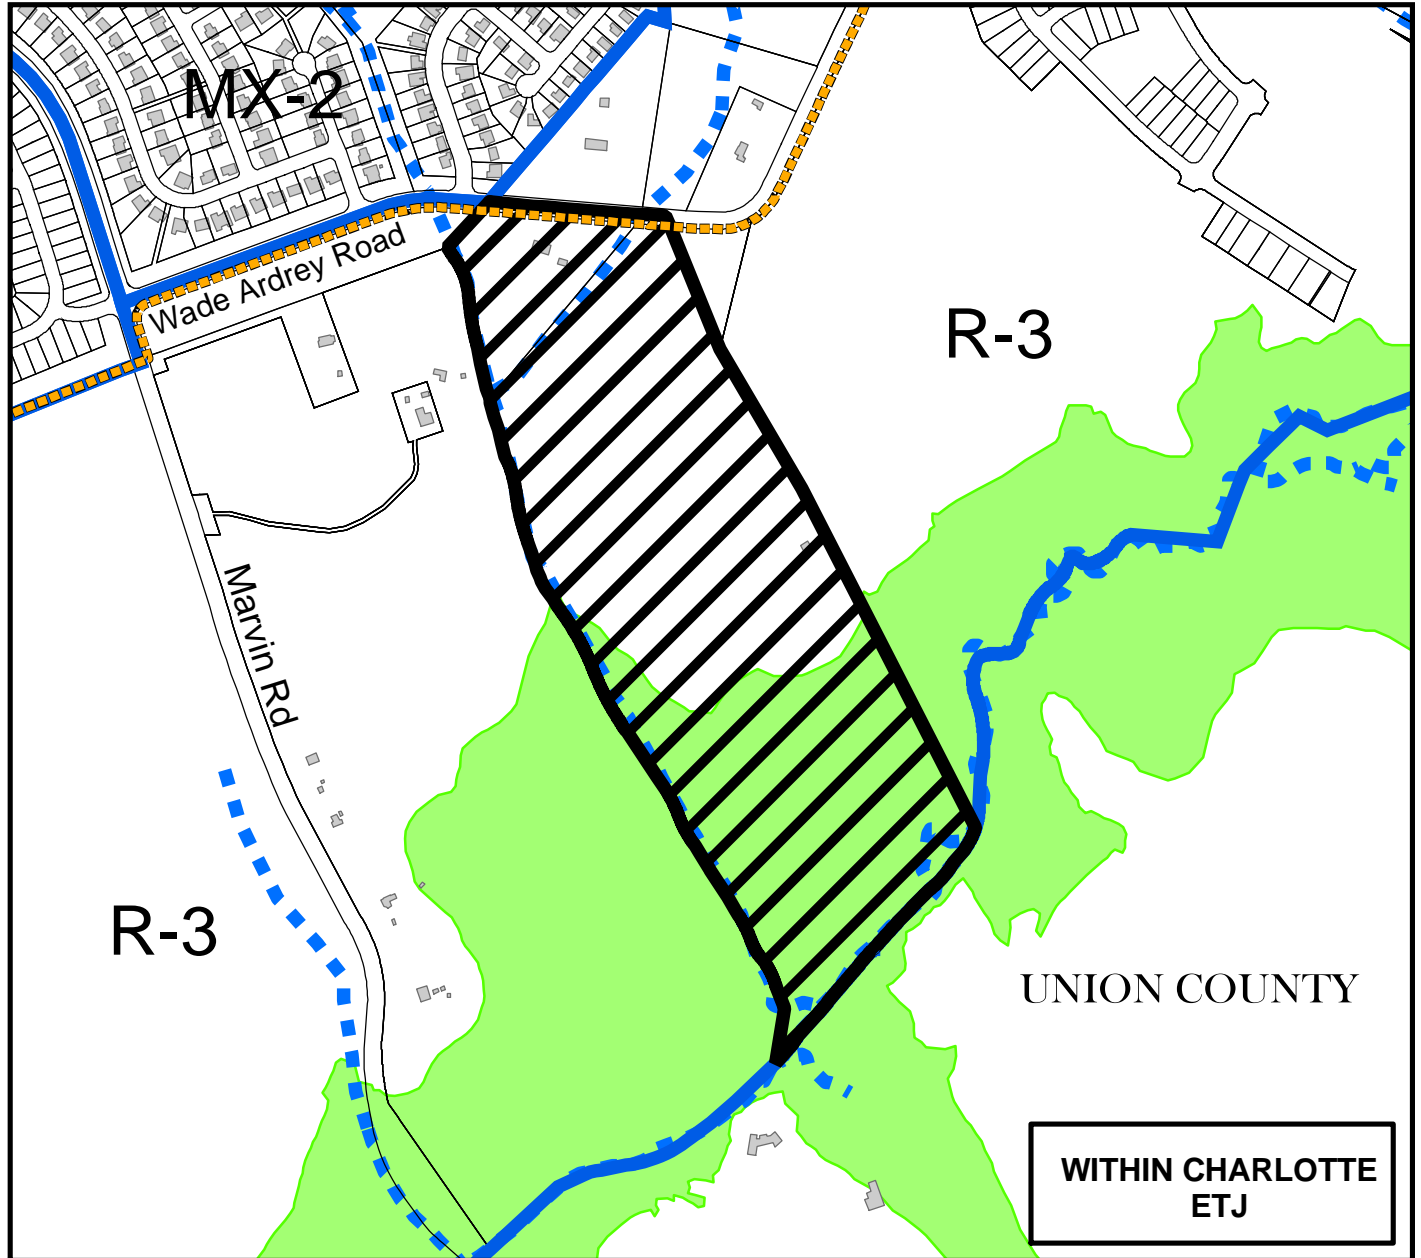 MX-2
Wade Ardrey Road
R-3
Marvin Rd
R-3
UNION COUNTY
WITHIN CHARLOTTE
ETJ